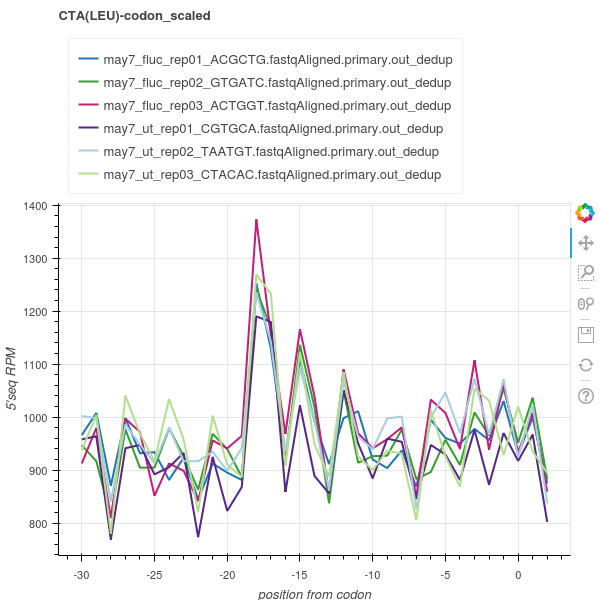 CTA(LEU)-codon_scaled
may7_fluc_rep01_ACGCTG.fastqAligned.primary.out_dedup
may7_fluc_rep02_GTGATC.fastqAligned.primary.out_dedup
may7_fluc_rep03_ACTGGT.fastqAligned.primary.out_dedup
may7_ut_rep01_CGTGCA.fastqAligned.primary.out_dedup
may7_ut_rep02_TAATGT.fastqAligned.primary.out_dedup
may7_ut_rep03_CTACAC.fastqAligned.primary.out_dedup
1400
1300
1200
1100
1000
900
800
5'seq RPM
-30 -25 -20 -15 -10 -5 0
position from codon